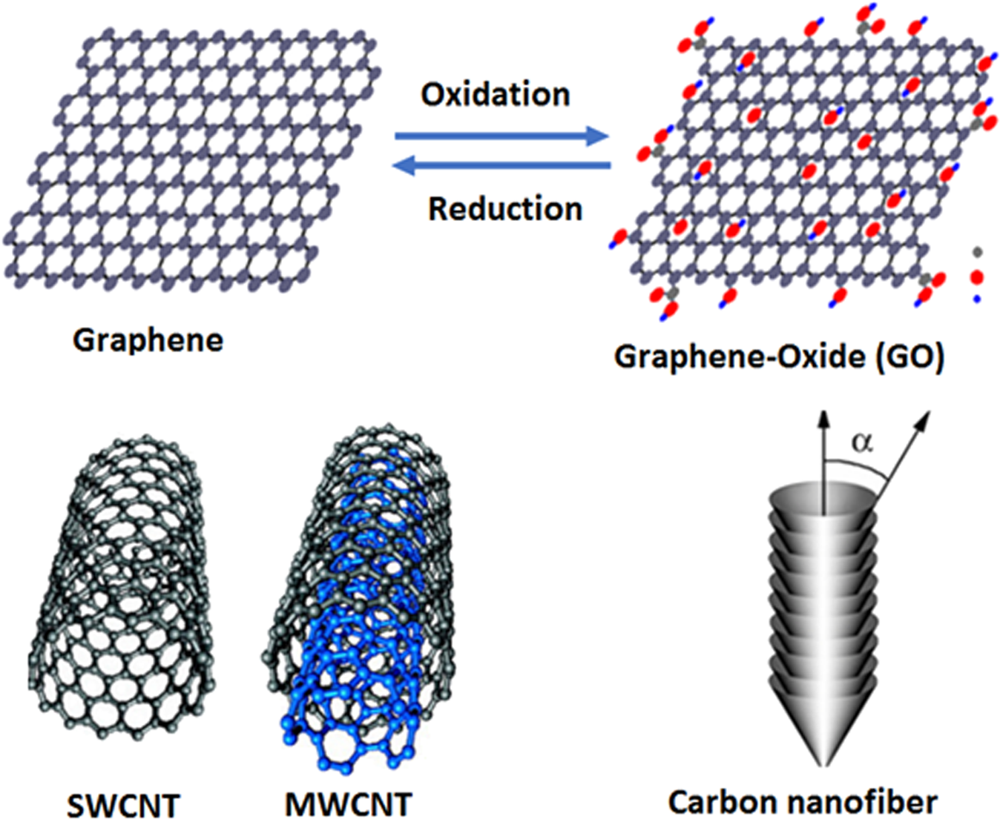 Oxidation
Reduction
Graphene
Graphene-Oxide (GO)
α
SWCNT
MWCNT
Carbon nanofiber